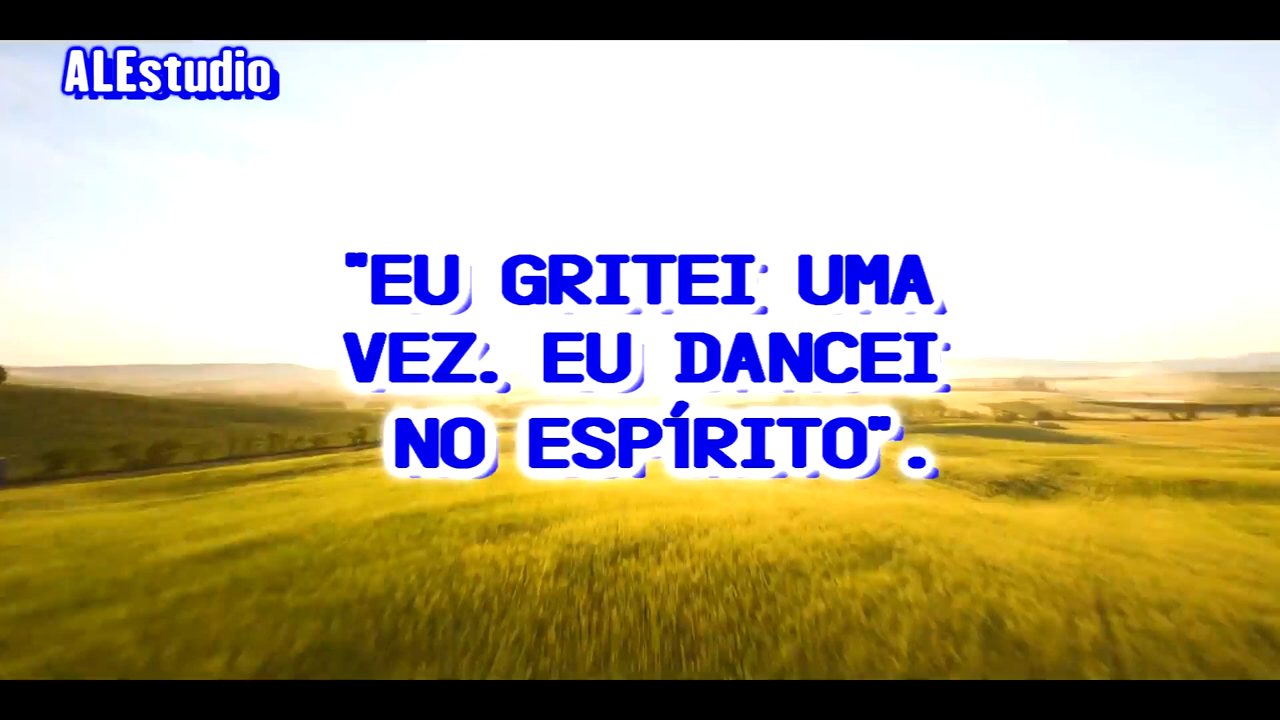 ALEstudio
"EU GRITEI UMA
VEZ. EU DANCEI
NO ESPÍRITO".